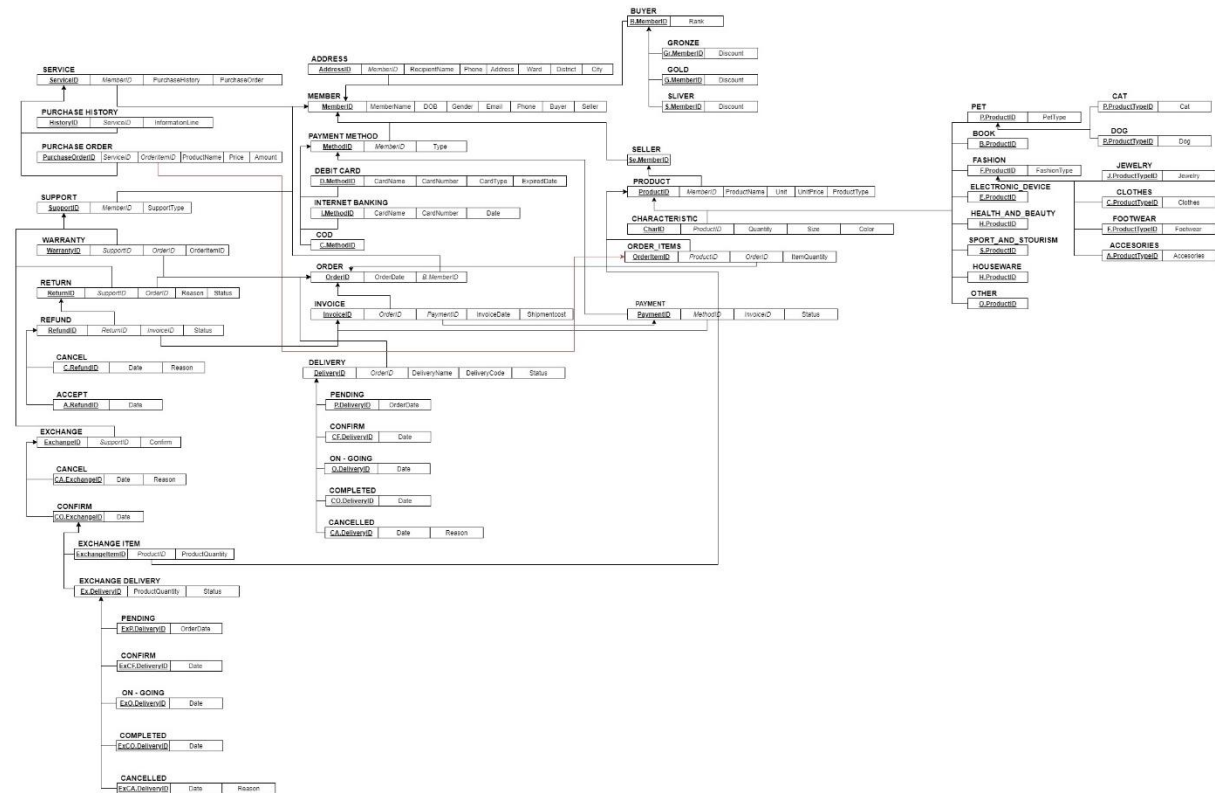 BUYER
B.MemberID Rank
GRONZE
Gr.MemberID Discount
GOLD
G.MemberID Discount
SLIVER
S.MemberID Discount
ADDRESS
AddressID MemberID RecipientName Phone Address Ward District City
MEMBER
MemberID MemberName DOB Gender Email Phone Buyer Seller
PAYMENT METHOD
MethodID MemberID Type
DEBIT CARD
D.MethodID CardName CardNumber CardType ExpiredDate
INTERNET BANKING
I.MethodID CardName CardNumber Date
COD
C.MethodID
ORDER
OrderID OrderDate B.MemberID
INVOICE
InvoiceID OrderID PaymentID InvoiceDate Shipmentcost
DELIVERY
DeliveryID OrderID DeliveryName DeliveryCode Status
PENDING
P.DeliveryID OrderDate
CONFIRM
CF.DeliveryID Date
ON - GOING
O.DeliveryID Date
COMPLETED
CO.DeliveryID Date
CANCELLED
CA.DeliveryID Date Reason
SERVICE
ServiceID MemberID PurchaseHistory PurchaseOrder
PURCHASE HISTORY
HistoryID ServiceID InformationLine
PURCHASE ORDER
PurchaseOrderID ServiceID OrderItemID ProductName Price Amount
SUPPORT
SupportID MemberID SupportType
WARRANTY
WarrantyID SupportID OrderID OrderItemID
RETURN
ReturnID SupportID OrderID Reason Status
REFUND
RefundID ReturnID InvoiceID Status
CANCEL
C.RefundID Date Reason
ACCEPT
A.RefundID Date
EXCHANGE
ExchangeID SupportID Confirm
CANCEL
CA.ExchangeID Date Reason
CONFIRM
CO.ExchangeID Date
EXCHANGE ITEM
ExchangeItemID ProductID ProductQuantity
EXCHANGE DELIVERY
Ex.DeliveryID ProductQuantity Status
PENDING
ExP.DeliveryID OrderDate
CONFIRM
ExCF.DeliveryID Date
ON - GOING
ExO.DeliveryID Date
COMPLETED
ExCO.DeliveryID Date
CANCELLED
ExCA.DeliveryID Date Reason
SELLER
Se.MemberID
PRODUCT
ProductID MemberID ProductName Unit UnitPrice ProductType
CHARACTERISTIC
CharID ProductID Quantity Size Color
ORDER_ITEMS
OrderItemID ProductID OrderID ItemQuantity
PAYMENT
PaymentID MethodID InvoiceID Status
PET
P.ProductID PetType
BOOK
B.ProductID
FASHION
F.ProductID FashionType
ELECTRONIC_DEVICE
E.ProductID
HEALTH_AND_BEAUTY
H.ProductID
SPORT_AND_STOURISM
S.ProductID
HOUSEWARE
H.ProductID
OTHER
O.ProductID
CAT
P.ProductTypeID Cat
DOG
P.ProductTypeID Dog
JEWELRY
J.ProductTypeID Jewelry
CLOTHES
C.ProductTypeID Clothes
FOOTWEAR
F.ProductTypeID Footwear
ACCESORIES
A.ProductTypeID Accesories